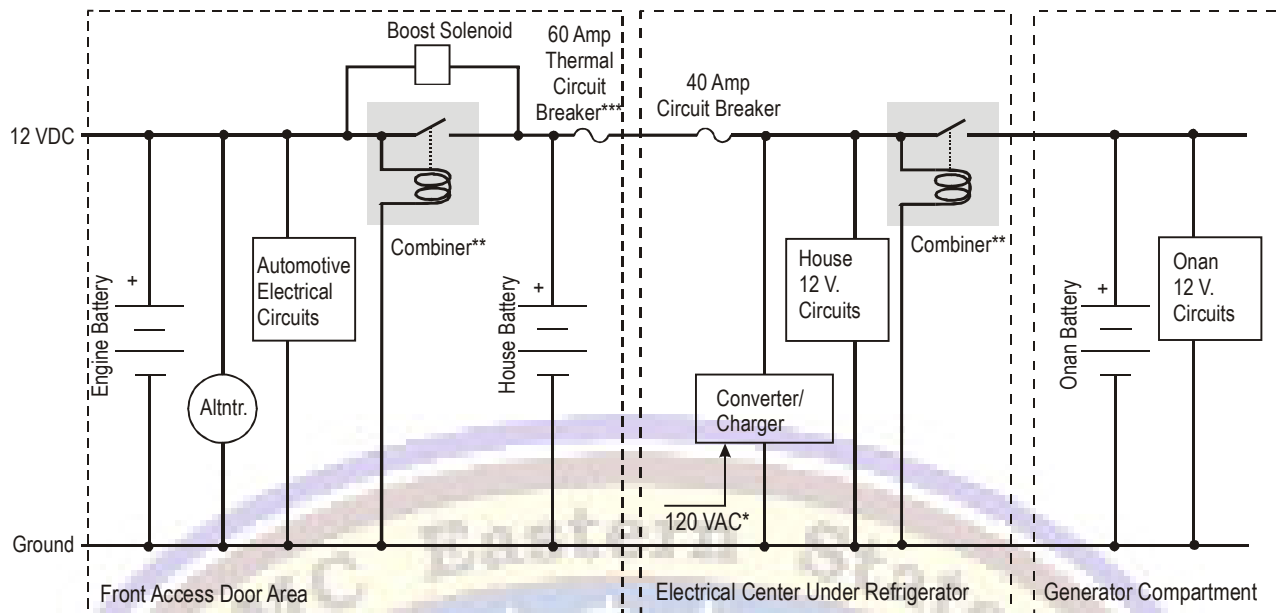 Boost Solenoid
60 Amp
Thermal
Circuit
Breaker***
40 Amp
Circuit Breaker
12 VDC
Combiner**
Combiner**
Engine Battery
+
Altntr.
Automotive
Electrical
Circuits
House Battery
+
Converter/
Charger
120 VAC*
House
12 V.
Circuits
Onan Battery
+
Onan
12 V.
Circuits
Ground
Front Access Door Area
Electrical Center Under Refrigerator
Generator Compartment
Eastern